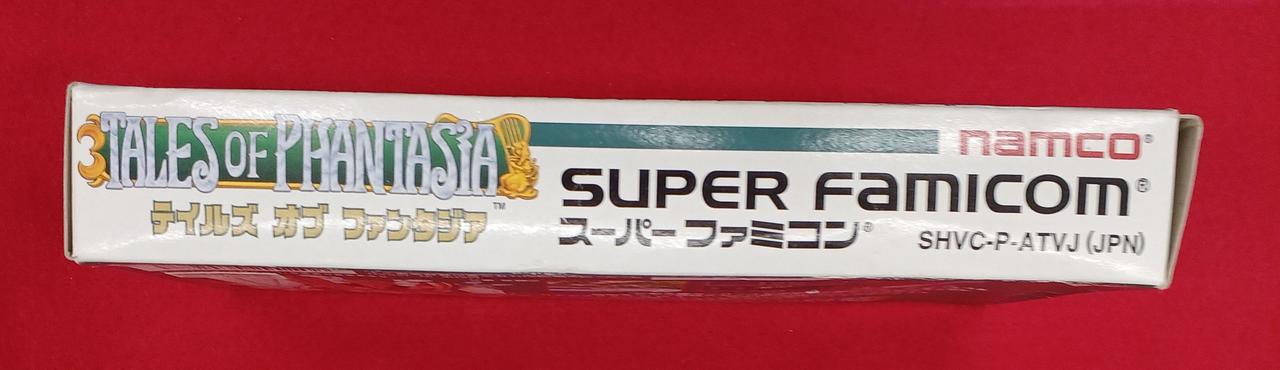 TALES OF PHANTASIA
テイルズ オブ ファンタジア™
namco®
SUPER FAMICOM®
スーパーファミコン®
SHVC-P-ATVJ (JPN)